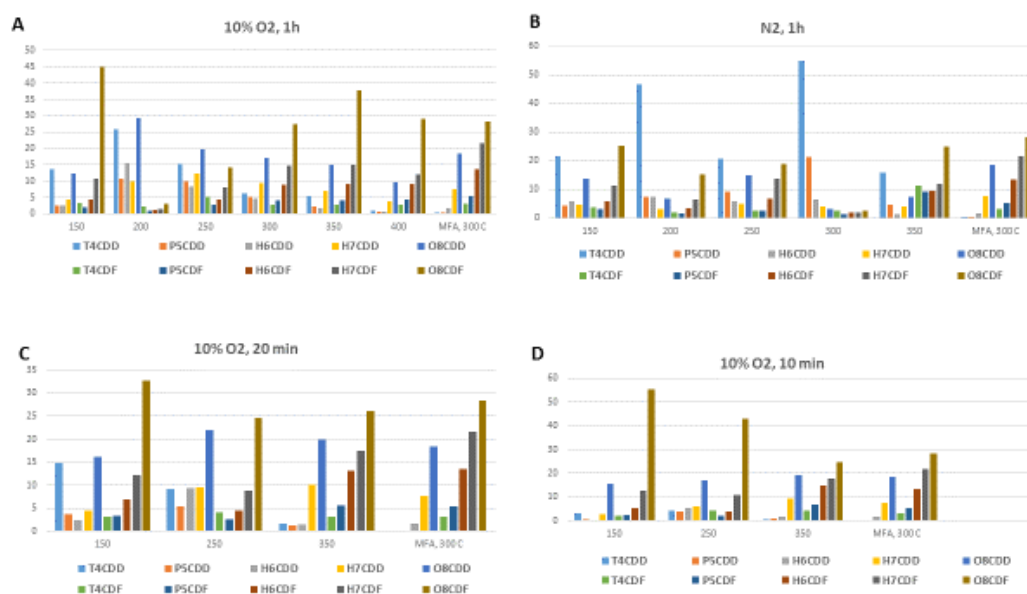 A
10% O2, 1h
50
45
40
35
30
25
20
15
10
5
0
150 200 250 300 350 400 MFA, 300 C
T4CDD P5CDD H6CDD H7CDD O8CDD
T4CDF P5CDF H6CDF H7CDF O8CDF
B
N2, 1h
60
50
40
30
20
10
0
150 200 250 300 350 MFA, 300 C
T4CDD P5CDD H6CDD H7CDD O8CDD
T4CDF P5CDF H6CDF H7CDF O8CDF
C
10% O2, 20 min
35
30
25
20
15
10
5
0
150 250 350 MFA, 300 C
T4CDD P5CDD H6CDD H7CDD O8CDD
T4CDF P5CDF H6CDF H7CDF O8CDF
D
10% O2, 10 min
60
50
40
30
20
10
0
150 250 350 MFA, 300 C
T4CDD P5CDD H6CDD H7CDD O8CDD
T4CDF P5CDF H6CDF H7CDF O8CDF